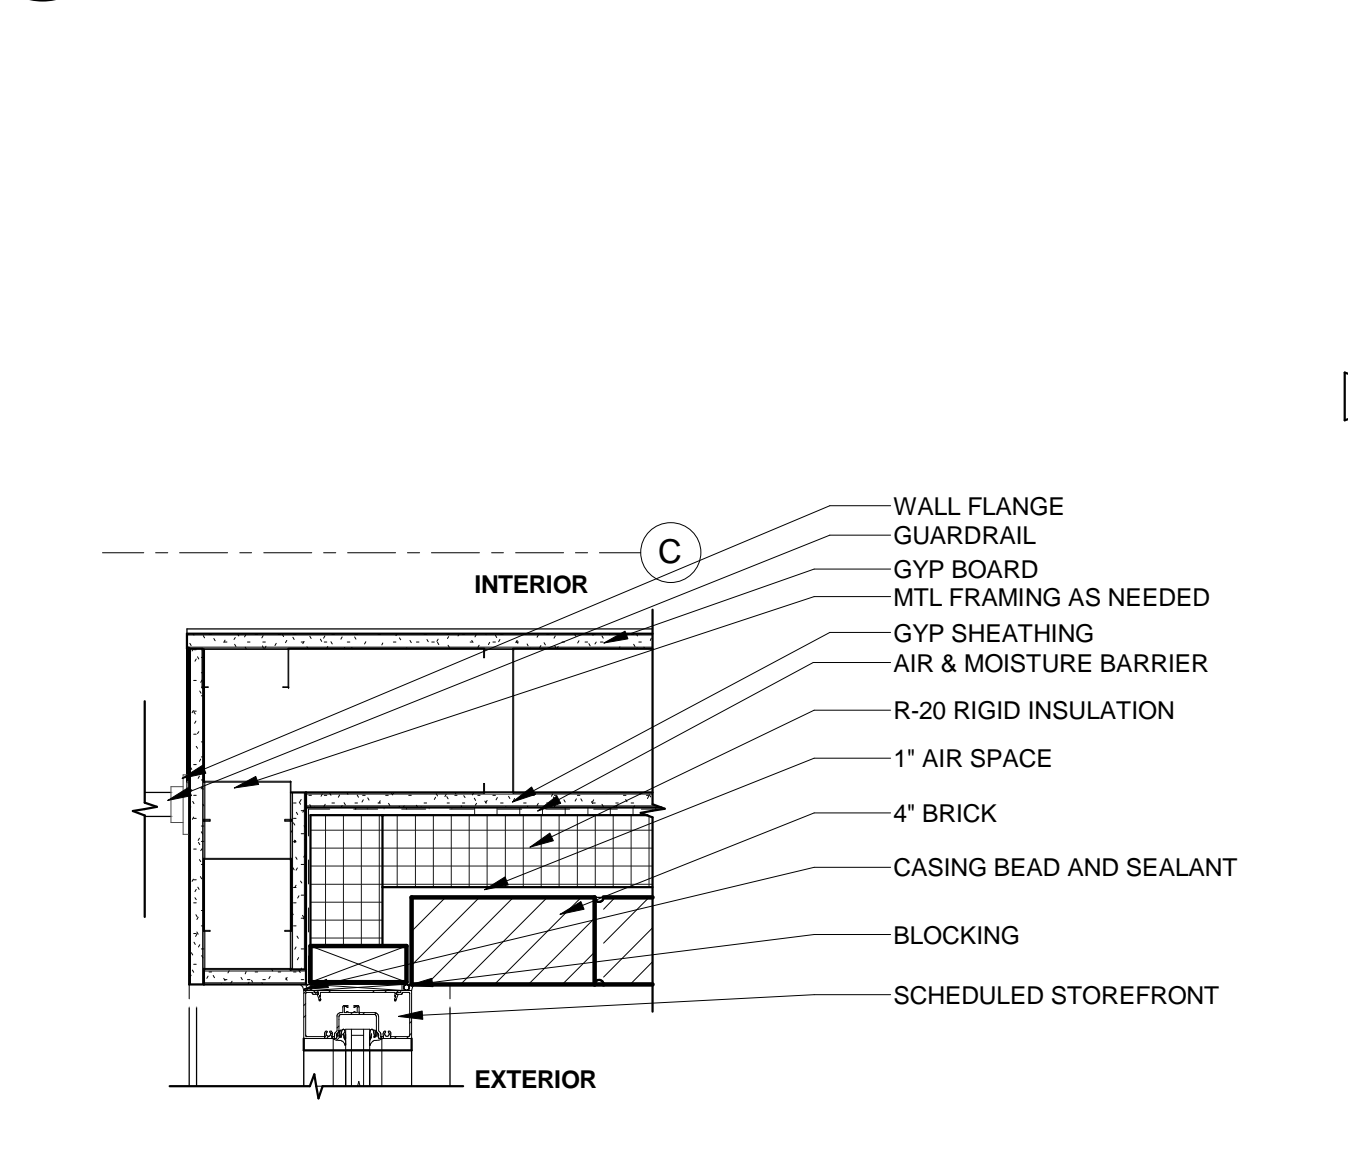 WALL FLANGE
GUARDRAIL
C
GYP BOARD
INTERIOR
MTL FRAMING AS NEEDED
GYP SHEATHING
AIR & MOISTURE BARRIER
R-20 RIGID INSULATION
1" AIR SPACE
4" BRICK
CASING BEAD AND SEALANT
BLOCKING
SCHEDULED STOREFRONT
EXTERIOR